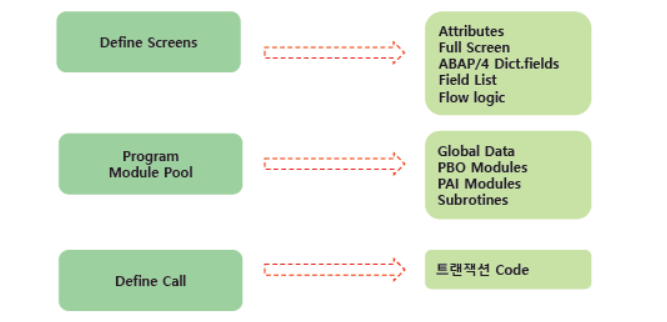 Define Screens
Attributes
Full Screen
ABAP/4 Dict.fields
Field List
Flow logic
Program
Module Pool
Global Data
PBO Modules
PAI Modules
Subrotines
Define Call
트랜잭션 Code